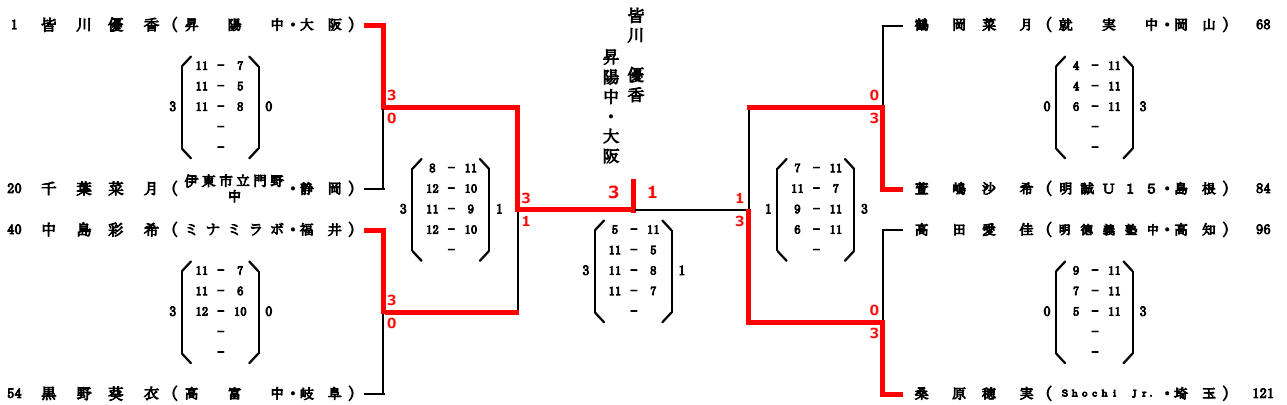 1 皆川優香(昇陽中・大阪)
11 - 7
11 - 5
3 11 - 8 0
-
-
20 千葉菜月(伊東市立門野中・静岡)
3
0
40 中島彩希(ミナミラボ・福井)
11 - 7
11 - 6
3 12 - 10 0
-
-
54 黒野葵衣(高富中・岐阜)
3
0
8 - 11
12 - 10
3 11 - 9 1
12 - 10
-
3
1
皆川 優香
昇陽中・大阪
3 1
5 - 11
11 - 5
3 11 - 8 1
11 - 7
-
1
3
7 - 11
11 - 7
1 9 - 11 3
6 - 11
-
鶴岡菜月(就実中・岡山) 68
4 - 11
4 - 11
0 6 - 11 3
-
-
0
3
萱嶋沙希(明誠U15・島根) 84
高田愛佳(明徳義塾中・高知) 96
9 - 11
7 - 11
0 5 - 11 3
-
-
0
3
桑原穂実(Shochi Jr.・埼玉) 121